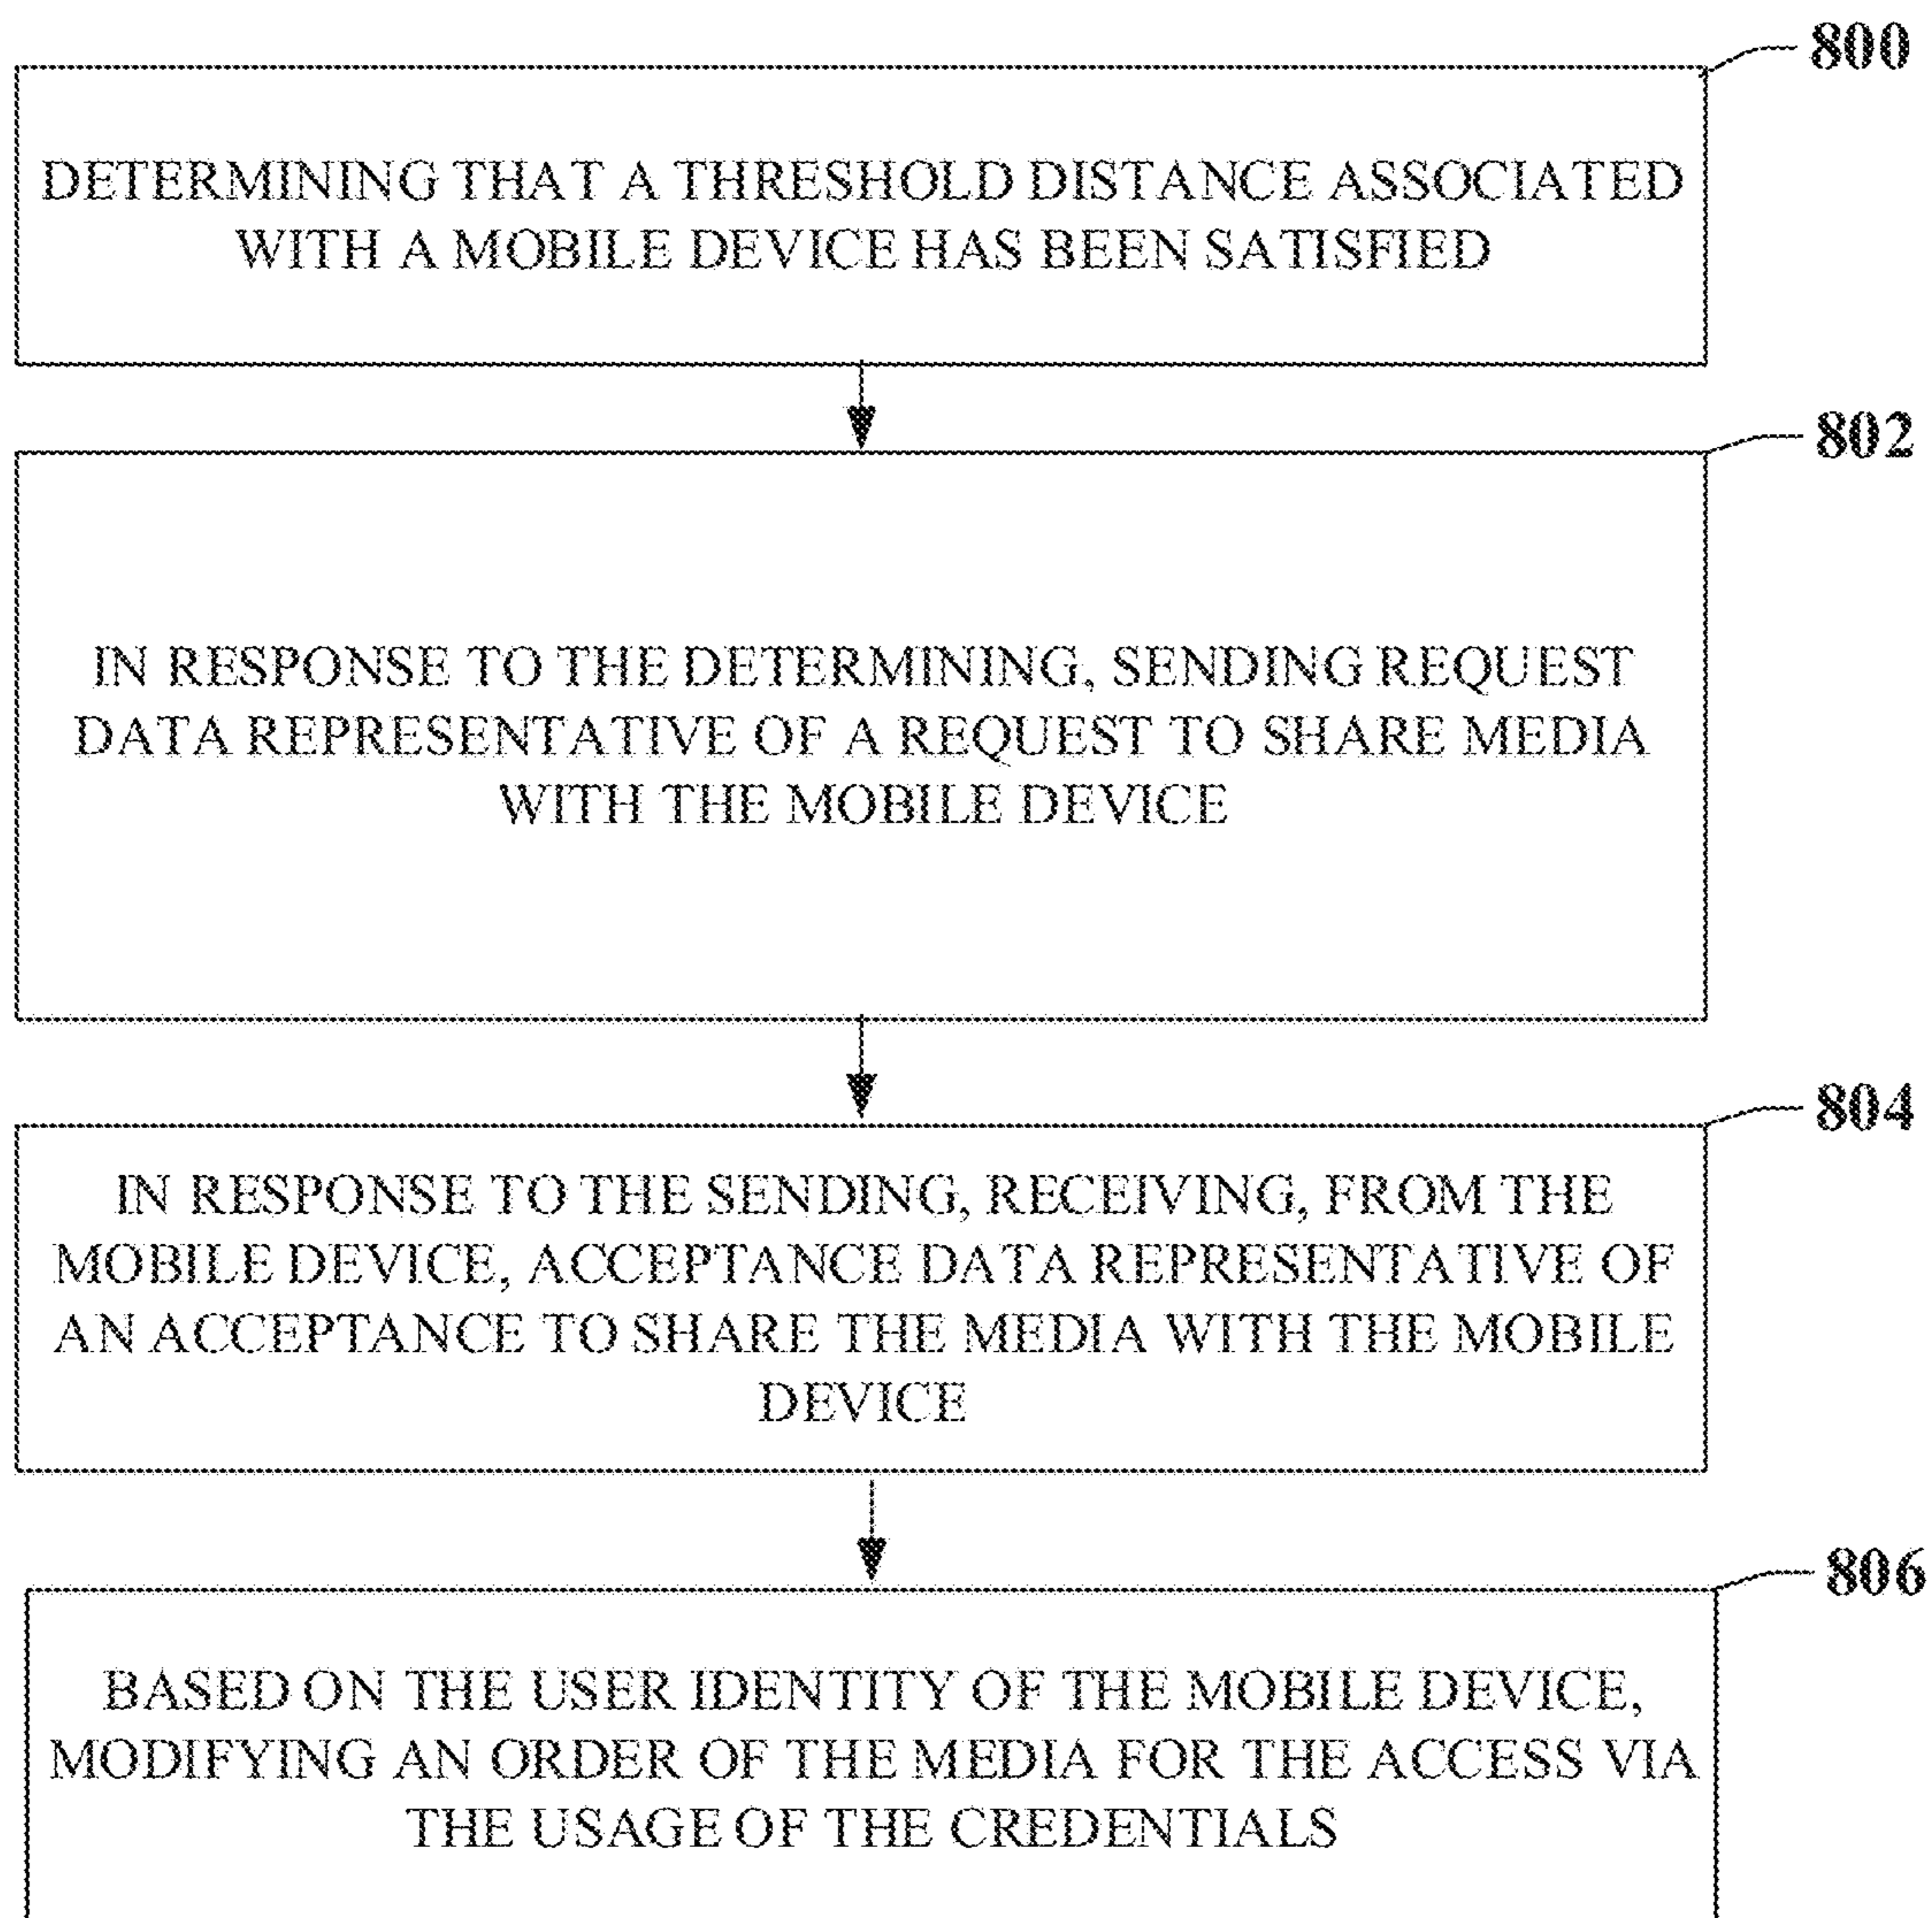 800
DETERMINING THAT A THRESHOLD DISTANCE ASSOCIATED
WITH A MOBILE DEVICE HAS BEEN SATISFIED
802
IN RESPONSE TO THE DETERMINING, SENDING REQUEST
DATA REPRESENTATIVE OF A REQUEST TO SHARE MEDIA
WITH THE MOBILE DEVICE
804
IN RESPONSE TO THE SENDING, RECEIVING, FROM THE
MOBILE DEVICE, ACCEPTANCE DATA REPRESENTATIVE OF
AN ACCEPTANCE TO SHARE THE MEDIA WITH THE MOBILE
DEVICE
806
BASED ON THE USER IDENTITY OF THE MOBILE DEVICE,
MODIFYING AN ORDER OF THE MEDIA FOR THE ACCESS VIA
THE USAGE OF THE CREDENTIALS